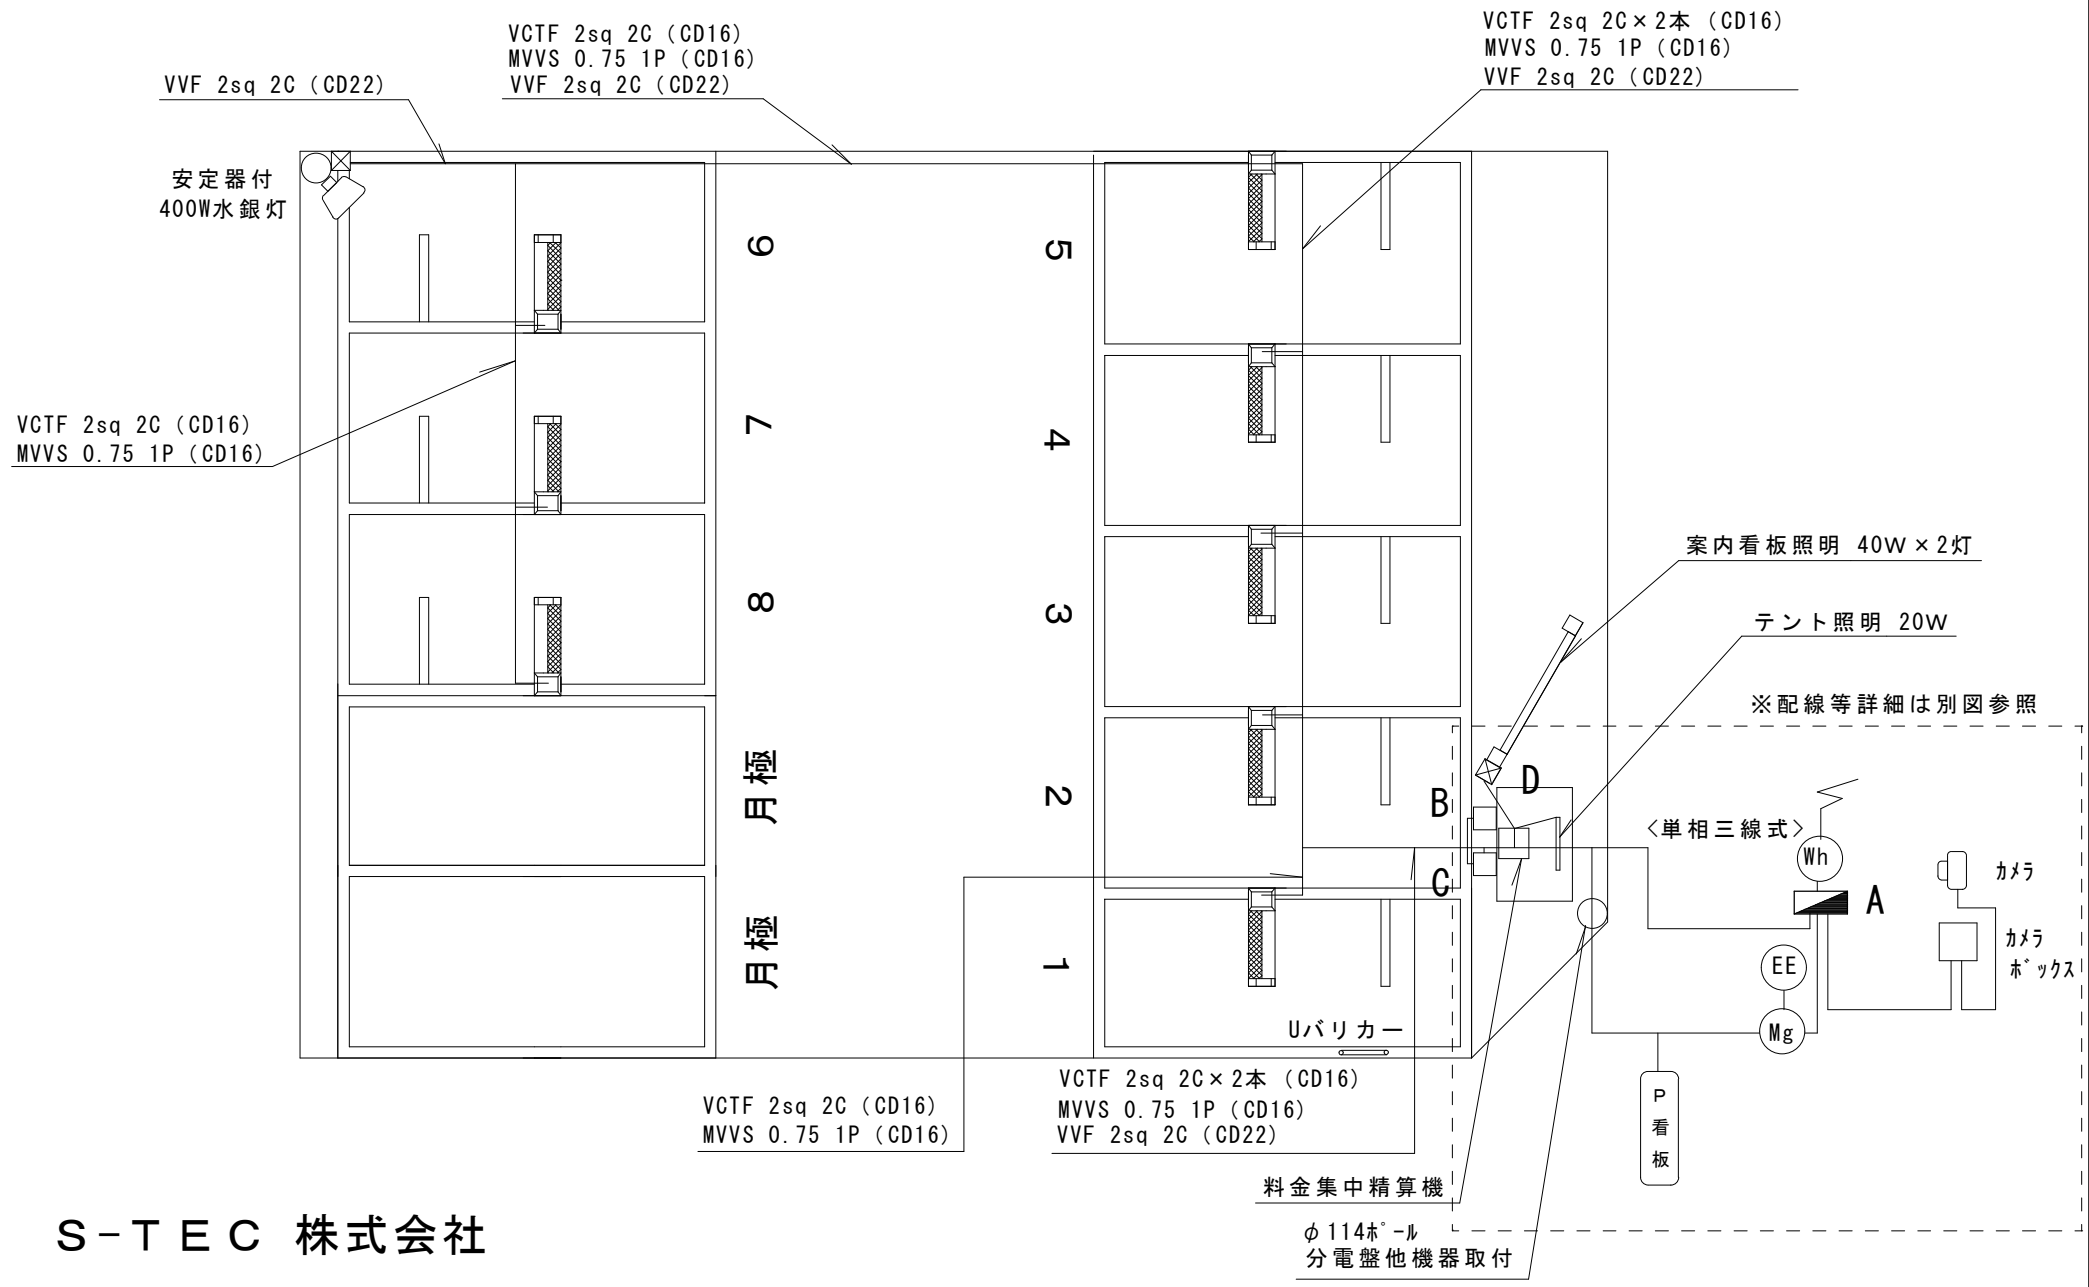 VCTF 2sq 2C (CD16)
MVVS 0.75 1P (CD16)
VVF 2sq 2C (CD22)
VCTF 2sq 2C×2本 (CD16)
MVVS 0.75 1P (CD16)
VVF 2sq 2C (CD22)
VVF 2sq 2C (CD22)
安定器付
400W水銀灯
9
5
VCTF 2sq 2C (CD16)
MVVS 0.75 1P (CD16)
7
4
案内看板照明 40W×2灯
8
3
テント照明 20W
※配線等詳細は別図参照
月極
2
B
D
<単相三線式>
Wh
カメラ
C
A
月極
1
カメラ
ボックス
EE
Uバリカー
Mg
VCTF 2sq 2C×2本 (CD16)
MVVS 0.75 1P (CD16)
VVF 2sq 2C (CD22)
VCTF 2sq 2C (CD16)
MVVS 0.75 1P (CD16)
P
看
板
料金集中精算機
φ114ポール
分電盤他機器取付
S-TEC 株式会社